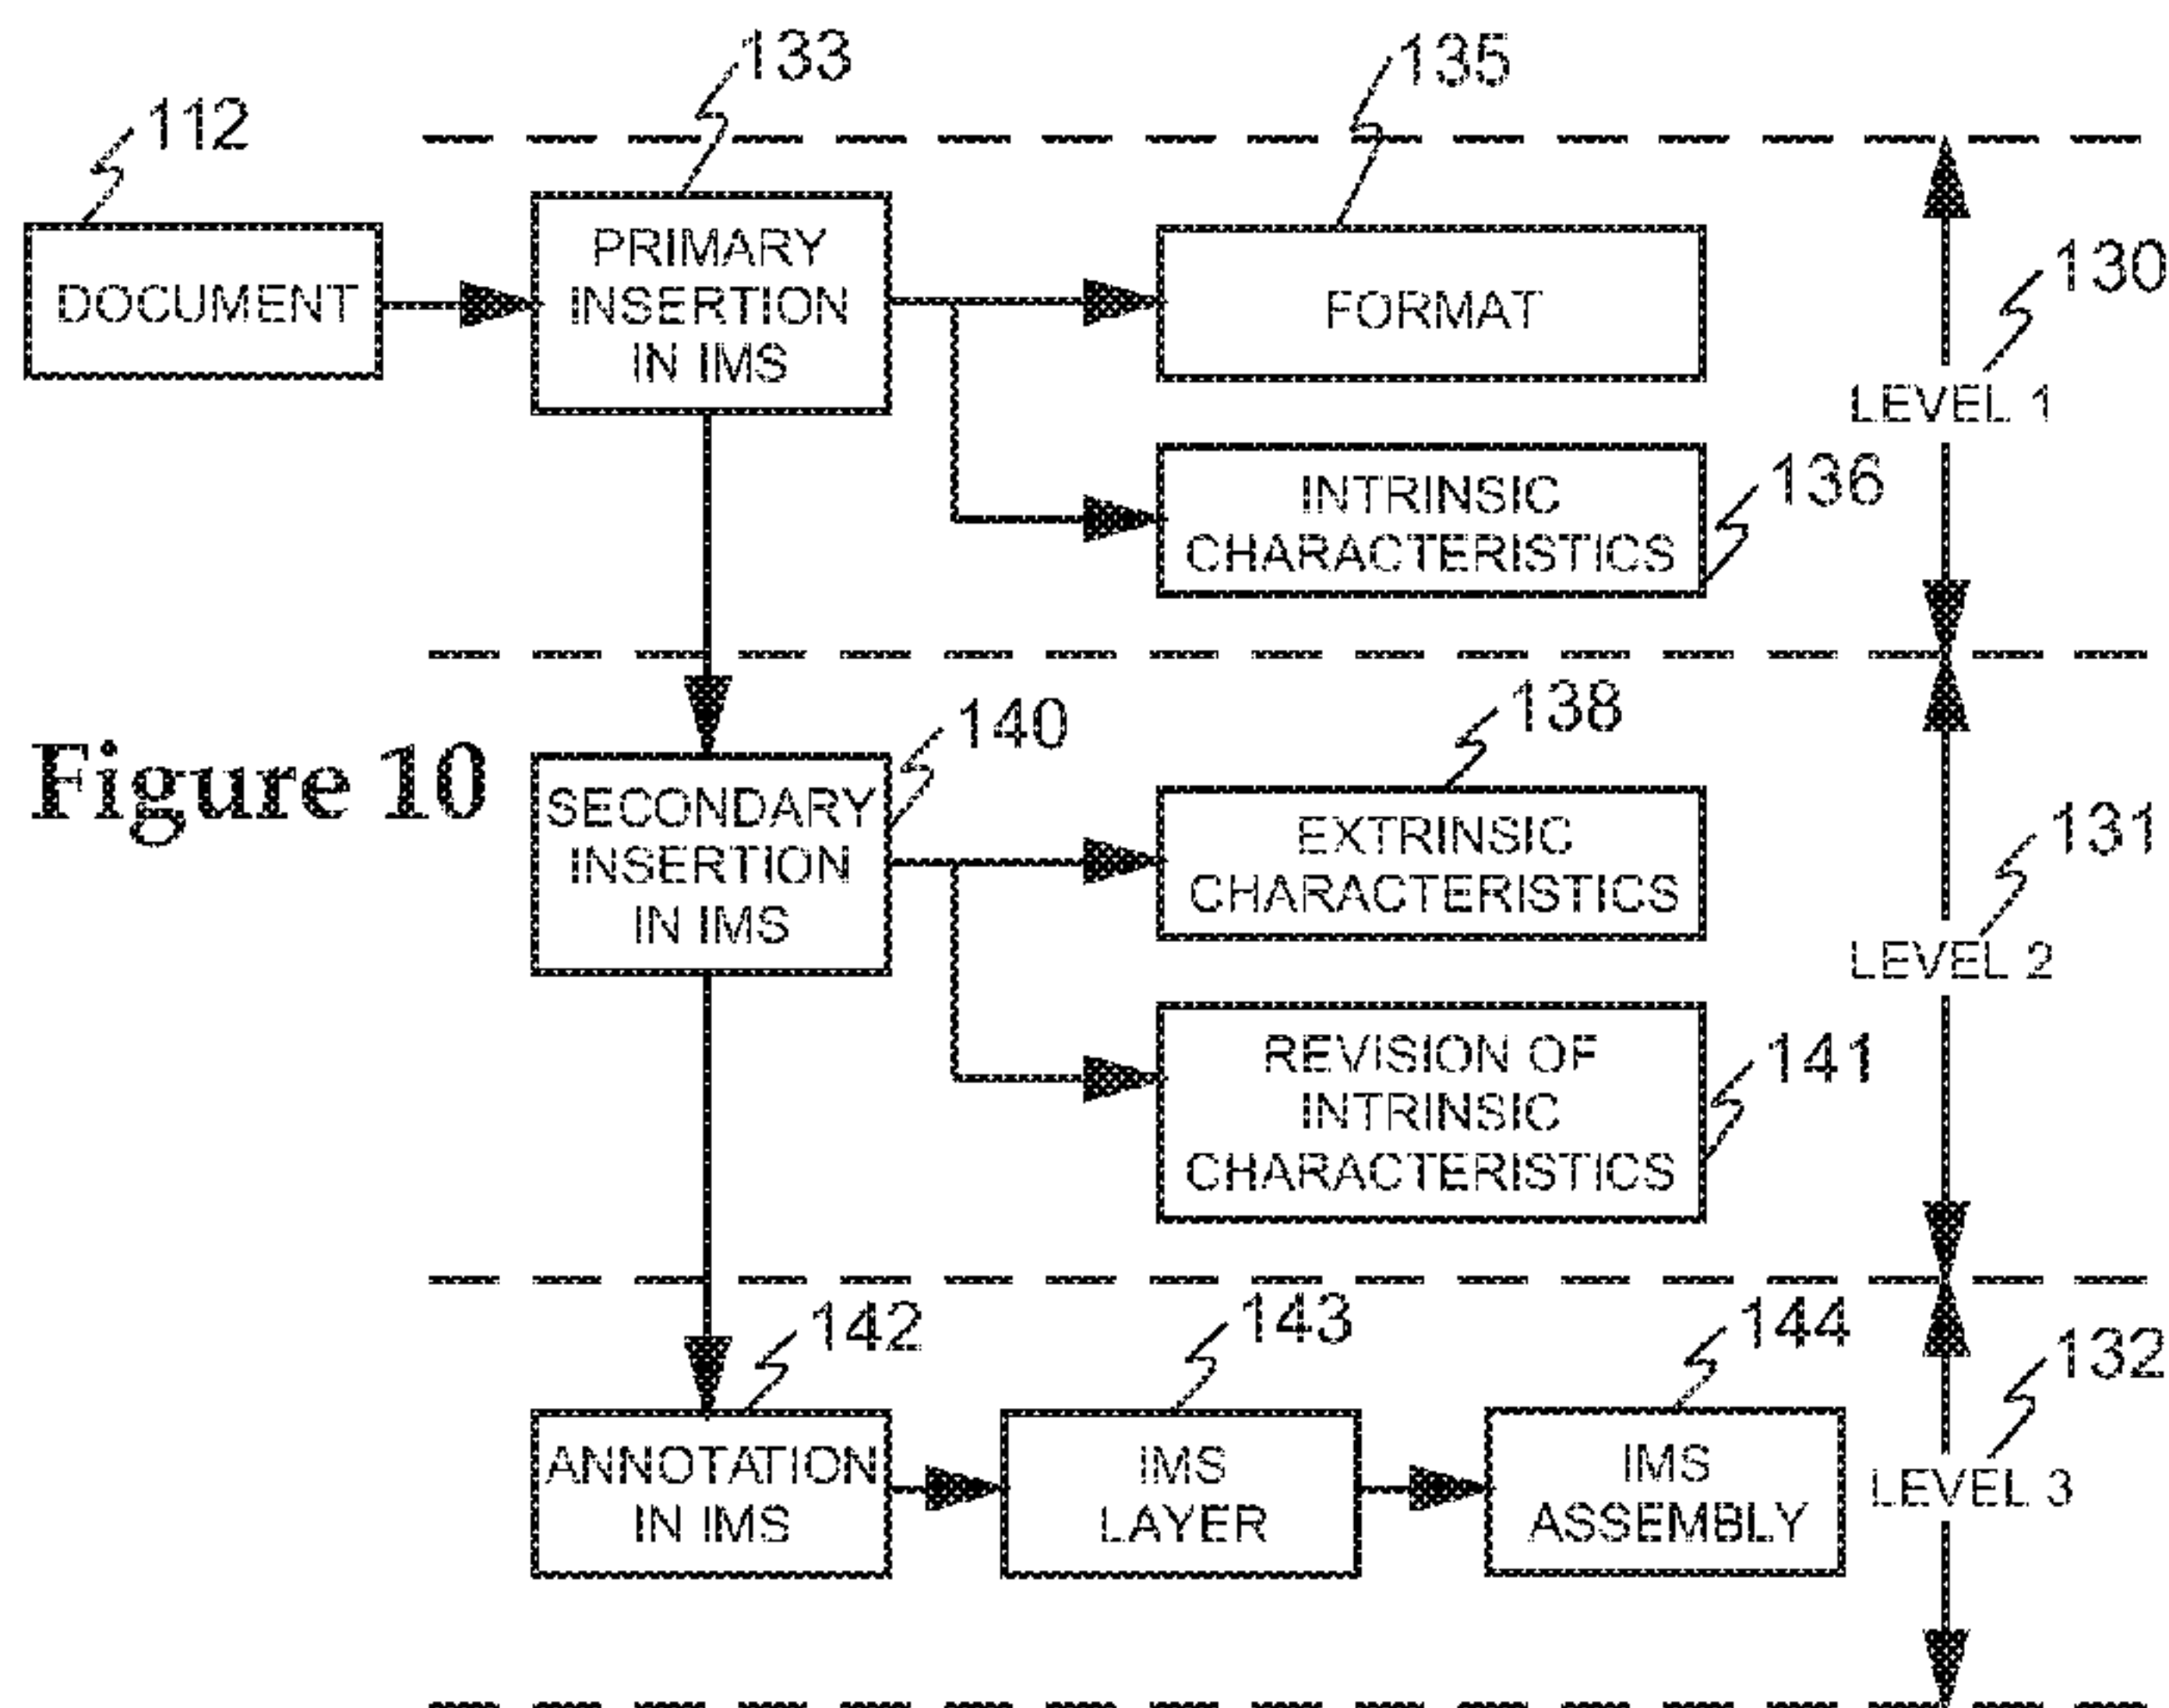 133
135
112
PRIMARY
INSERTION
IN IMS
DOCUMENT
FORMAT
130
LEVEL 1
INTRINSIC
CHARACTERISTICS
136
138
140
Figure 10
SECONDARY
INSERTION
IN IMS
EXTRINSIC
CHARACTERISTICS
131
LEVEL 2
REVISION OF
INTRINSIC
CHARACTERISTICS
141
142
143
144
132
ANNOTATION
IN IMS
IMS
LAYER
IMS
ASSEMBLY
LEVEL 3